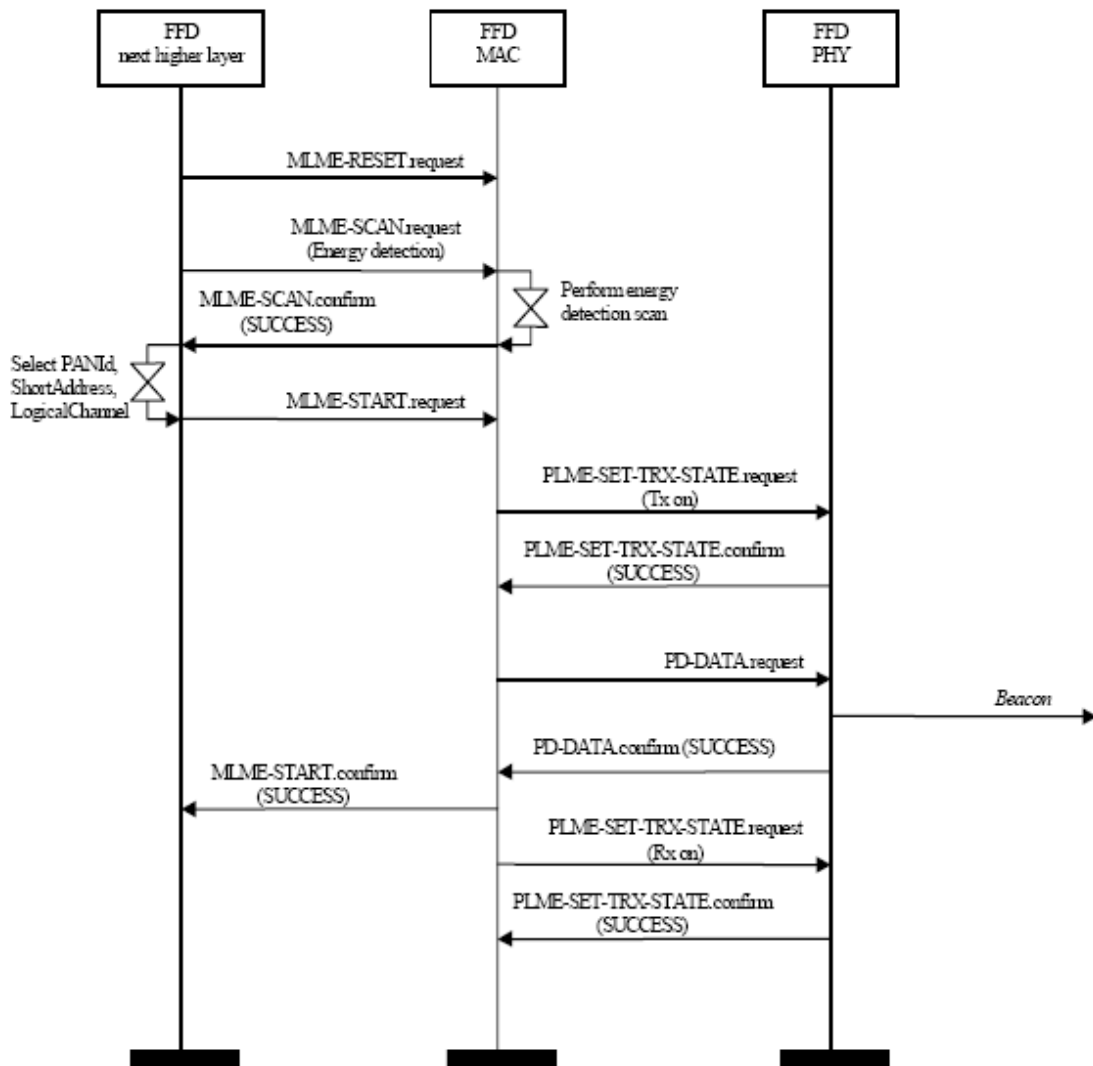 FFD
next higher layer
FFD
MAC
FFD
PHY
MLME-RESET.request
MLME-SCAN.request
(Energy detection)
Perform energy
detection scan
MLME-SCAN.confirm
(SUCCESS)
Select PANId,
ShortAddress,
LogicalChannel
MLME-START.request
PLME-SET-TRX-STATE.request
(Tx on)
PLME-SET-TRX-STATE.confirm
(SUCCESS)
PD-DATA.request
Beacon
PD-DATA.confirm (SUCCESS)
MLME-START.confirm
(SUCCESS)
PLME-SET-TRX-STATE.request
(Rx on)
PLME-SET-TRX-STATE.confirm
(SUCCESS)